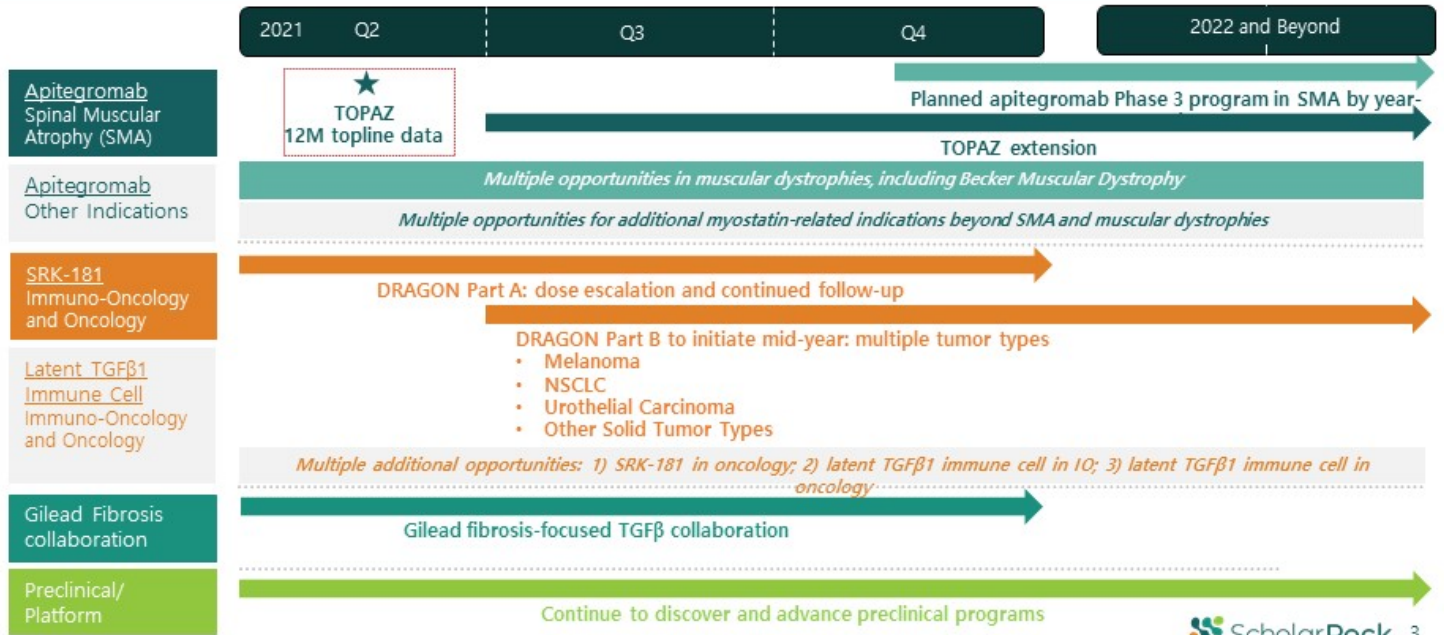 2021 Q2 Q3 Q4 2022 and Beyond
Apitegromab
Spinal Muscular
Atrophy (SMA)
★
TOPAZ
12M topline data
Planned apitegromab Phase 3 program in SMA by year-
TOPAZ extension
Apitegromab
Other Indications
Multiple opportunities in muscular dystrophies, including Becker Muscular Dystrophy
Multiple opportunities for additional myostatin-related indications beyond SMA and muscular dystrophies
SRK-181
Immuno-Oncology
and Oncology
DRAGON Part A: dose escalation and continued follow-up
DRAGON Part B to initiate mid-year: multiple tumor types
• Melanoma
• NSCLC
• Urothelial Carcinoma
• Other Solid Tumor Types
Latent TGFβ1
Immune Cell
Immuno-Oncology
and Oncology
Multiple additional opportunities: 1) SRK-181 in oncology; 2) latent TGFβ1 immune cell in IO; 3) latent TGFβ1 immune cell in
oncology
Gilead Fibrosis
collaboration
Gilead fibrosis-focused TGFβ collaboration
Preclinical/
Platform
Continue to discover and advance preclinical programs
ScholarRock 3